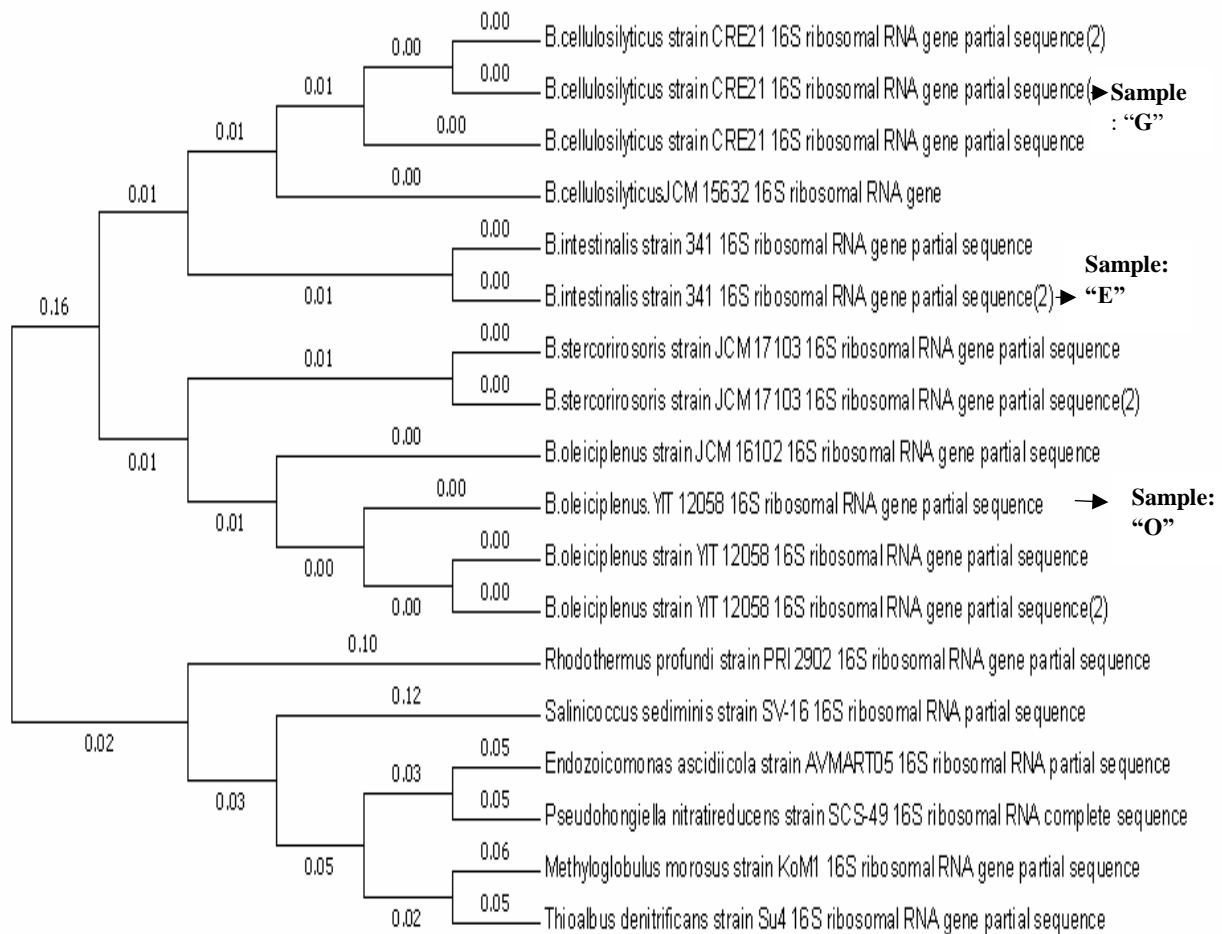 0.00
0.00
B.cellulosilyticus strain CRE21 16S ribosomal RNA gene partial sequence(2)
0.00
B.cellulosilyticus strain CRE21 16S ribosomal RNA gene partial sequence(
Sample
: “G”
0.01
0.00
B.cellulosilyticus strain CRE21 16S ribosomal RNA gene partial sequence
0.01
0.00
B.cellulosilyticusJCM 15632 16S ribosomal RNA gene
0.01
0.00
B.intestinalis strain 341 16S ribosomal RNA gene partial sequence
0.01
0.00
B.intestinalis strain 341 16S ribosomal RNA gene partial sequence(2)
Sample:
“E”
0.16
0.00
B.stercorirosoris strain JCM 17103 16S ribosomal RNA gene partial sequence
0.01
0.00
B.stercorirosoris strain JCM 17103 16S ribosomal RNA gene partial sequence(2)
0.01
0.00
B.oleiciplenus strain JCM 16102 16S ribosomal RNA gene partial sequence
0.00
B.oleiciplenus. YIT 12058 16S ribosomal RNA gene partial sequence
Sample:
“O”
0.01
0.00
0.00
B.oleiciplenus strain YIT 12058 16S ribosomal RNA gene partial sequence
0.00
0.00
B.oleiciplenus strain YIT 12058 16S ribosomal RNA gene partial sequence(2)
0.10
Rhodothermus profundi strain PRI 2902 16S ribosomal RNA gene partial sequence
0.02
0.12
Salinicoccus sediminis strain SV-16 16S ribosomal RNA partial sequence
0.03
0.03
0.05
Endozoicomonas ascidiicola strain AVMART05 16S ribosomal RNA partial sequence
0.05
Pseudohongiella nitratireducens strain SCS-49 16S ribosomal RNA complete sequence
0.05
0.06
Methyloglobulus morosus strain KoM1 16S ribosomal RNA gene partial sequence
0.02
0.05
Thioalbus denitrificans strain Su4 16S ribosomal RNA gene partial sequence